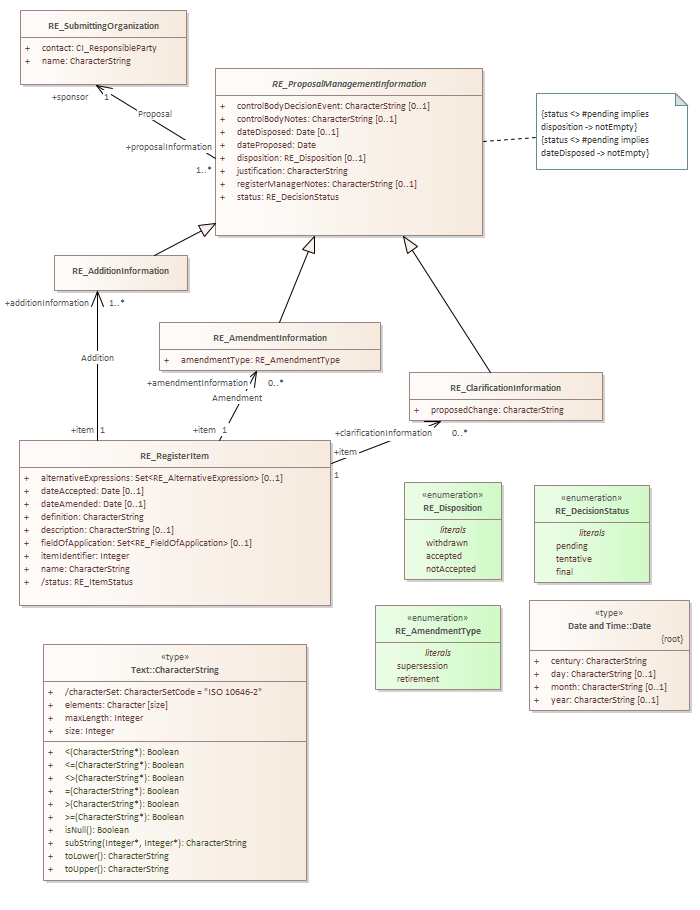 RE_SubmittingOrganization
+ contact: CI_ResponsibleParty
+ name: CharacterString
+sponsor 1
Proposal
+proposalInformation
1..*
RE_ProposalManagementInformation
+ controlBodyDecisionEvent: CharacterString [0..1]
+ controlBodyNotes: CharacterString [0..1]
+ dateDisposed: Date [0..1]
+ dateProposed: Date
+ disposition: RE_Disposition [0..1]
+ justification: CharacterString
+ registerManagerNotes: CharacterString [0..1]
+ status: RE_DecisionStatus
{status <> #pending implies
disposition -> notEmpty}
{status <> #pending implies
dateDisposed -> notEmpty}
RE_AdditionInformation
+additionInformation 1..*
Addition
+item 1
RE_AmendmentInformation
+ amendmentType: RE_AmendmentType
+amendmentInformation 0..*
Amendment
+item 1
RE_ClarificationInformation
+ proposedChange: CharacterString
+clarificationInformation 0..*
+item
1
RE_RegisterItem
+ alternativeExpressions: Set<RE_AlternativeExpression> [0..1]
+ dateAccepted: Date [0..1]
+ dateAmended: Date [0..1]
+ definition: CharacterString
+ description: CharacterString [0..1]
+ fieldOfApplication: Set<RE_FieldOfApplication> [0..1]
+ itemIdentifier: Integer
+ name: CharacterString
+ /status: RE_ItemStatus
«enumeration»
RE_Disposition
literals
withdrawn
accepted
notAccepted
«enumeration»
RE_DecisionStatus
literals
pending
tentative
final
«enumeration»
RE_AmendmentType
literals
supersession
retirement
«type»
Date and Time::Date
{root}
+ century: CharacterString
+ day: CharacterString [0..1]
+ month: CharacterString [0..1]
+ year: CharacterString [0..1]
«type»
Text::CharacterString
+ /characterSet: CharacterSetCode = "ISO 10646-2"
+ elements: Character [size]
+ maxLength: Integer
+ size: Integer
+ <(CharacterString*): Boolean
+ <=(CharacterString*): Boolean
+ <>(CharacterString*): Boolean
+ =(CharacterString*): Boolean
+ >(CharacterString*): Boolean
+ >=(CharacterString*): Boolean
+ isNull(): Boolean
+ subString(Integer*, Integer*): CharacterString
+ toLower(): CharacterString
+ toUpper(): CharacterString